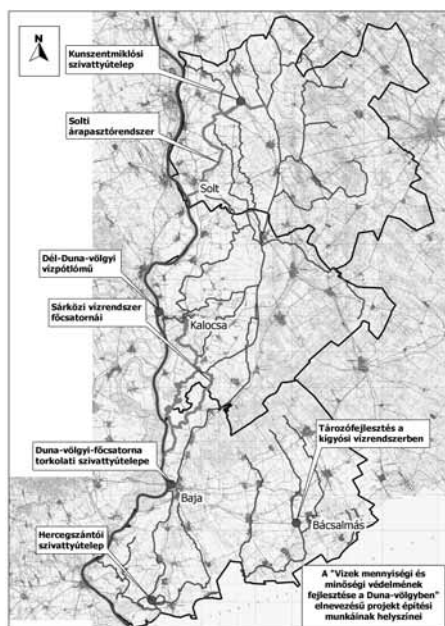 N
Kunszentmiklósi
szivattyútelep
Solti
árapasztórendszer
Solt
Dél-Duna-völgyi
vízpótlómű
Sárközi vízrendszer
főcsatornái
Kalocsa
Tározófejlesztés a
kígyósi vízrendszerben
Duna-völgyi-főcsatorna
torkolati szivattyútelepe
Baja
Bácsalmás
Hercegszántói
szivattyútelep
A "Vizek mennyiségi és
minőségi védelmének
fejlesztése a Duna-völgyben"
elnevezésű projekt építési
munkáinak helyszínei